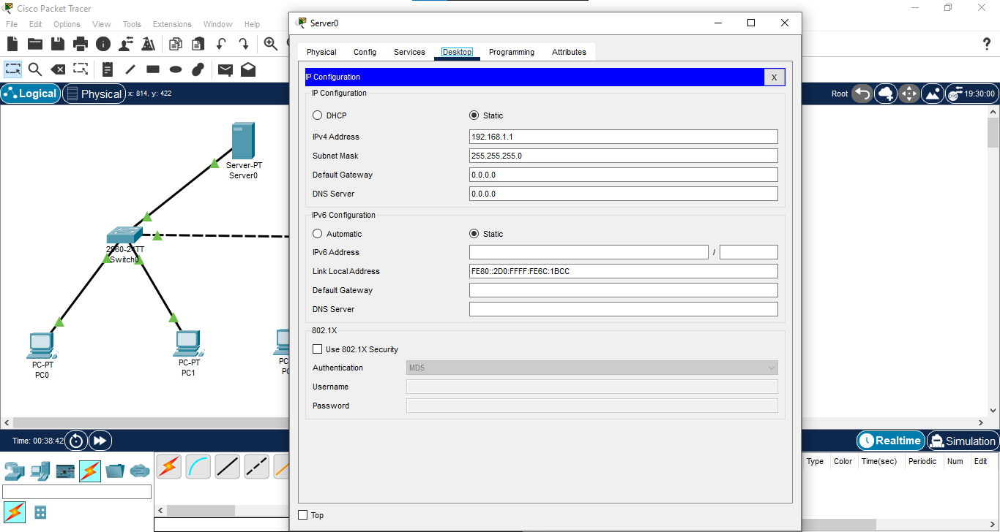 Cisco Packet Tracer
File Edit Options View Tools Extensions Window Help
?
Logical Physical x: 814, y: 422
Root 19:30:00
Server-PT
Server0
2960-24TT
Switch0
PC-PT
PC0
PC-PT
PC1
PC
PC
Server0
Physical Config Services Desktop Programming Attributes
IP Configuration X
IP Configuration
DHCP Static
IPv4 Address 192.168.1.1
Subnet Mask 255.255.255.0
Default Gateway 0.0.0.0
DNS Server 0.0.0.0
IPv6 Configuration
Automatic Static
IPv6 Address /
Link Local Address FE80::2D0:FFFF:FE6C:1BCC
Default Gateway
DNS Server
802.1X
Use 802.1X Security
Authentication MD5
Username
Password
Top
Time: 00:38:42
Realtime Simulation
Type Color Time(sec) Periodic Num Edit